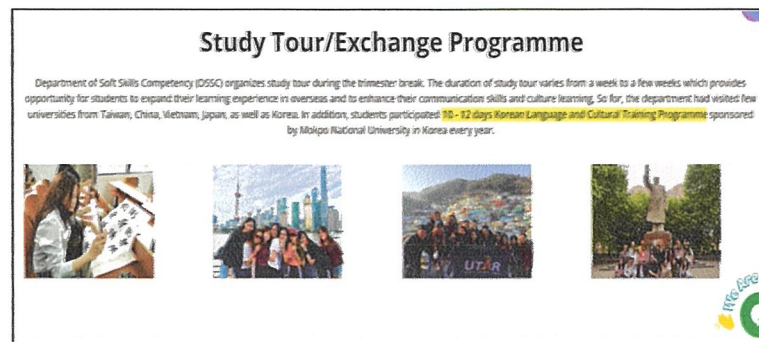 Study Tour/Exchange Programme
Department of Soft Skills Competency (DSSC) organizes study tour during the trimester break. The duration of study tour varies from a week to a few weeks which provides
opportunity for students to expand their learning experience in overseas and to enhance their communication skills and culture learning, So far, the department had visited few
universities from Taiwan, China, Vietnam, Japan, as well as Korea. In addition, students participated 10 - 12 days Korean Language and Cultural Training Programme sponsored
by Mokpo National University in Korea every year.
UTAR
We Are